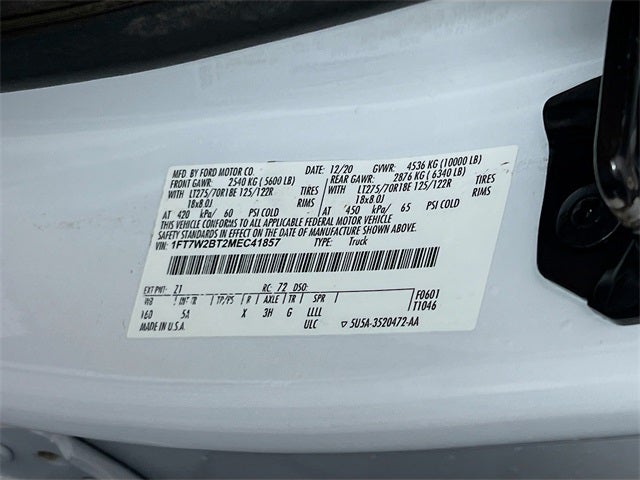 MFD BY FORD MOTOR CO. DATE: 12/20 GVWR: 4536 KG (10000 LB)
FRONT GAWR: 2540 KG (5600 LB) REAR GAWR: 2876 KG (6340 LB)
WITH LT275/70R18E 125/122R TIRES WITH LT275/70R18E 125/122R TIRES
18x8.0J RIMS 18x8.0J RIMS
AT 420 kPa/ 60 PSI COLD AT 450 kPa/ 65 PSI COLD
THIS VEHICLE CONFORMS TO ALL APPLICABLE FEDERAL MOTOR VEHICLE
SAFETY STANDARDS IN EFFECT ON THE DATE OF MANUFACTURE SHOWN ABOVE.
VIN: 1FT7W2BT2MEC41857 TYPE: Truck
EXT PNT: Z1 RC: 72 DSO: F0601
WB INT TR TP/PS R AXLE TR SPR T1046
160 5A X 3H G LLLL
MADE IN U.S.A. ULC 5U5A-3520472-AA